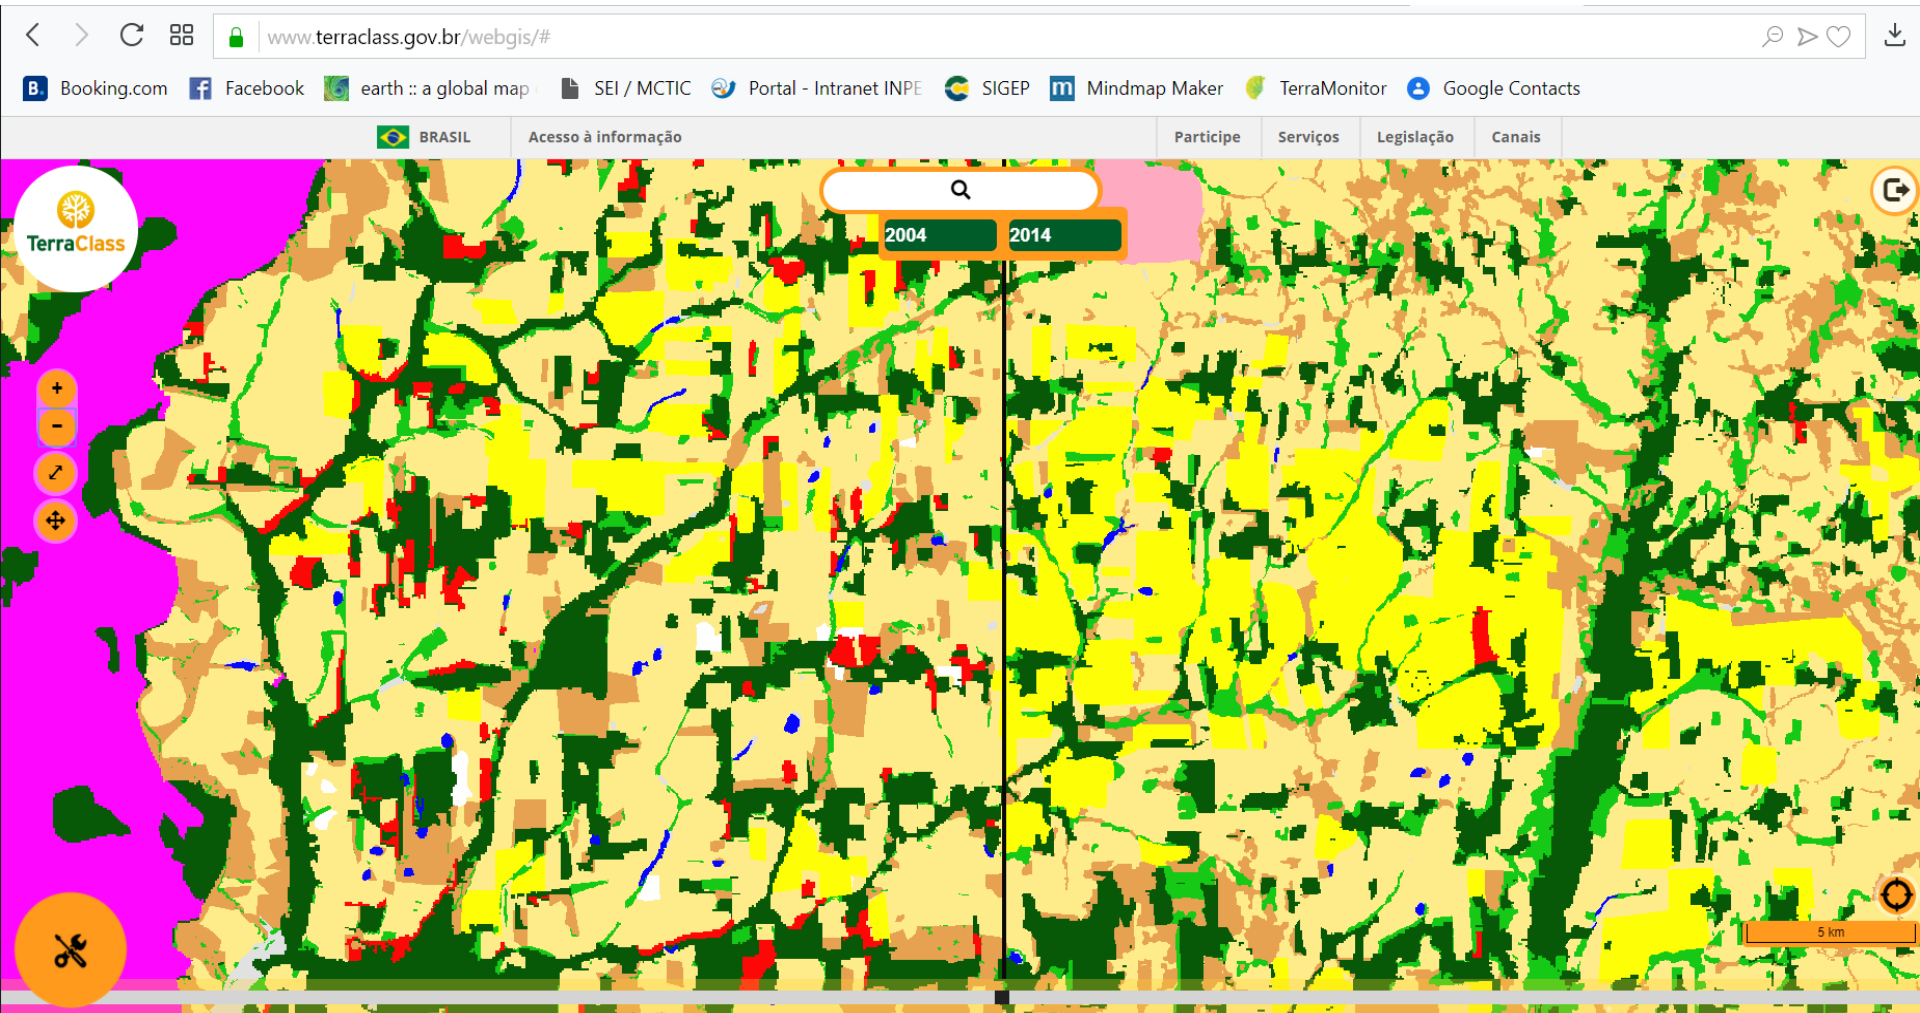 www.terraclass.gov.br/webgis/#
B. Booking.com Facebook earth :: a global map SEI / MCTIC Portal - Intranet INPE SIGEP m Mindmap Maker TerraMonitor Google Contacts
BRASIL Acesso à informação Participe Serviços Legislação Canais
TerraClass
2004 2014
5 km